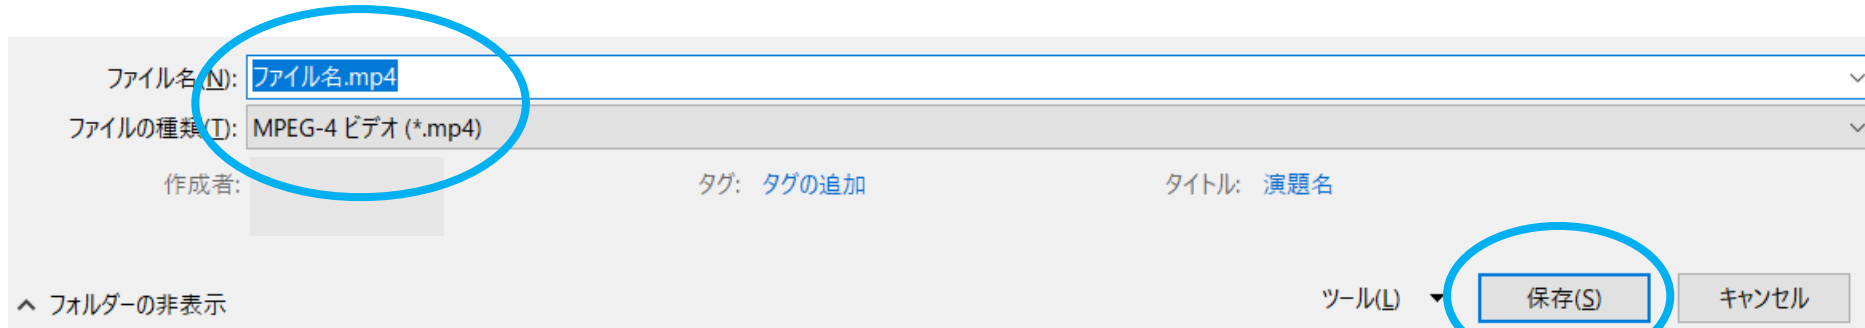 ファイル名(N): ファイル名.mp4
ファイルの種類(T): MPEG-4 ビデオ (*.mp4)
作成者: タグ: タグの追加 タイトル: 演題名
フォルダーの非表示 ツール(L) 保存(S) キャンセル